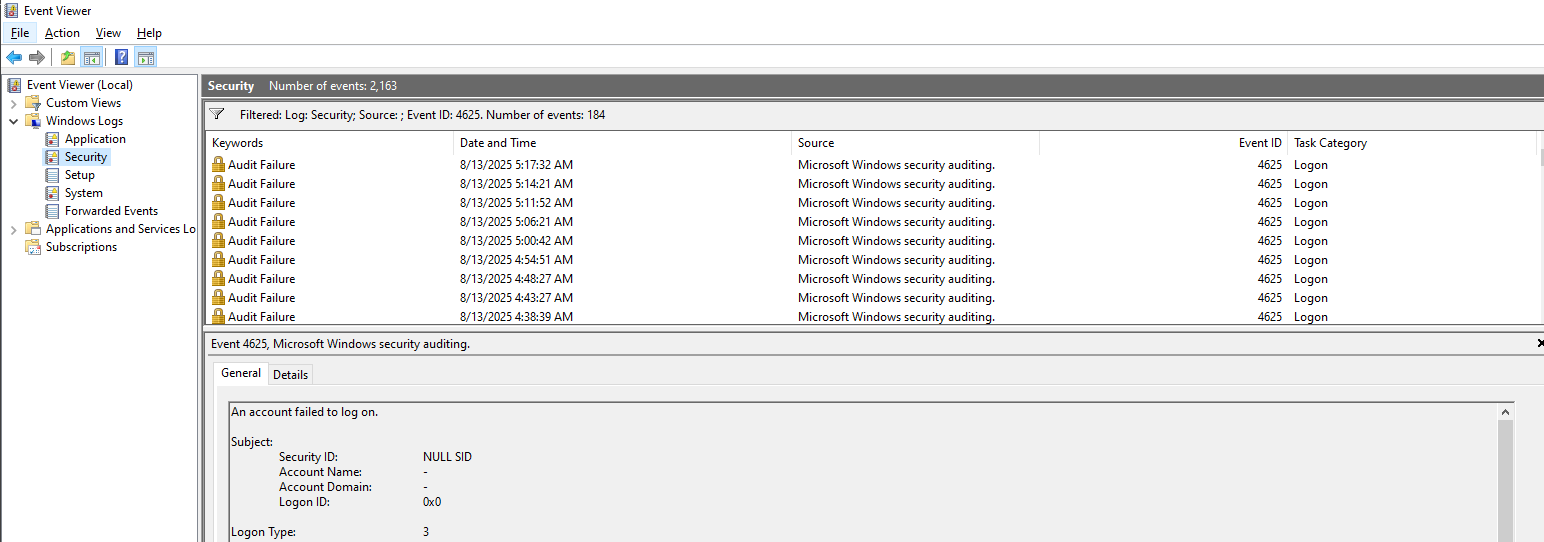 Event Viewer
File Action View Help
Event Viewer (Local)
Custom Views
Windows Logs
Application
Security
Setup
System
Forwarded Events
Applications and Services Lo
Subscriptions
Security Number of events: 2,163
Filtered: Log: Security; Source: ; Event ID: 4625. Number of events: 184
Keywords Date and Time Source Event ID Task Category
Audit Failure 8/13/2025 5:17:32 AM Microsoft Windows security auditing. 4625 Logon
Audit Failure 8/13/2025 5:14:21 AM Microsoft Windows security auditing. 4625 Logon
Audit Failure 8/13/2025 5:11:52 AM Microsoft Windows security auditing. 4625 Logon
Audit Failure 8/13/2025 5:06:21 AM Microsoft Windows security auditing. 4625 Logon
Audit Failure 8/13/2025 5:00:42 AM Microsoft Windows security auditing. 4625 Logon
Audit Failure 8/13/2025 4:54:51 AM Microsoft Windows security auditing. 4625 Logon
Audit Failure 8/13/2025 4:48:27 AM Microsoft Windows security auditing. 4625 Logon
Audit Failure 8/13/2025 4:43:27 AM Microsoft Windows security auditing. 4625 Logon
Audit Failure 8/13/2025 4:38:39 AM Microsoft Windows security auditing. 4625 Logon
Event 4625, Microsoft Windows security auditing.
General Details
An account failed to log on.
Subject:
Security ID: NULL SID
Account Name: -
Account Domain: -
Logon ID: 0x0
Logon Type: 3